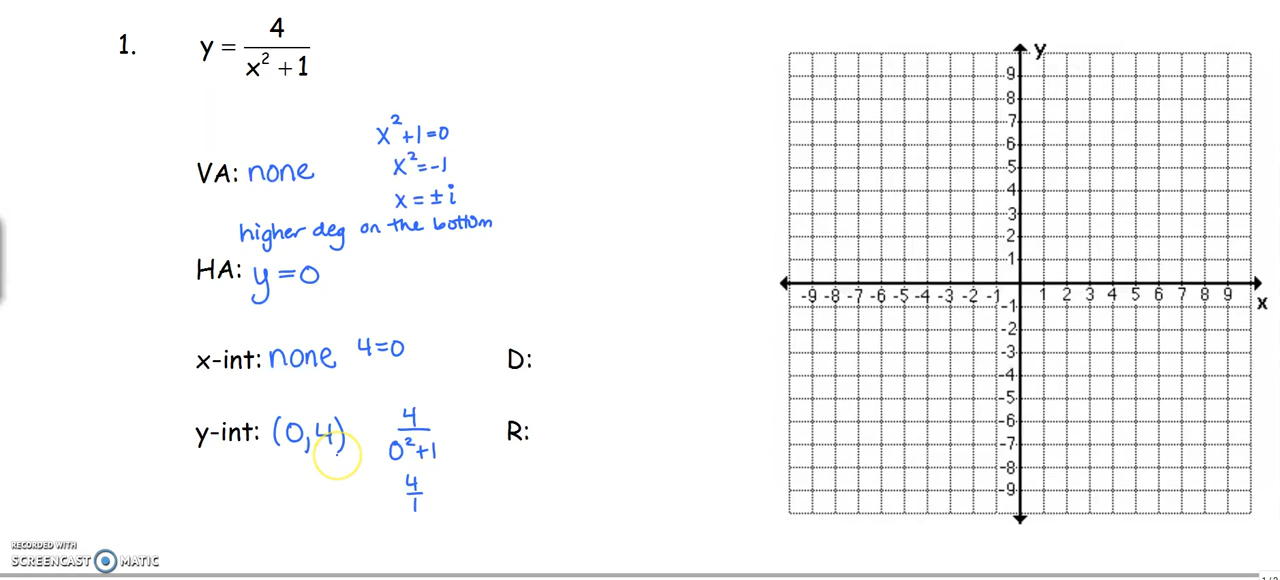 1. y = 4 / (x² + 1)
x² + 1 = 0
VA: none x² = -1
x = ± i
higher deg on the bottom
HA: y = 0
x-int: none 4 = 0 D:
y-int: (0,4) 4 / (0² + 1) R:
4 / 1
y
9
8
7
6
5
4
3
2
1
-9 -8 -7 -6 -5 -4 -3 -2 -1 1 2 3 4 5 6 7 8 9
x
-1
-2
-3
-4
-5
-6
-7
-8
-9
RECORDED WITH
SCREENCAST MATIC